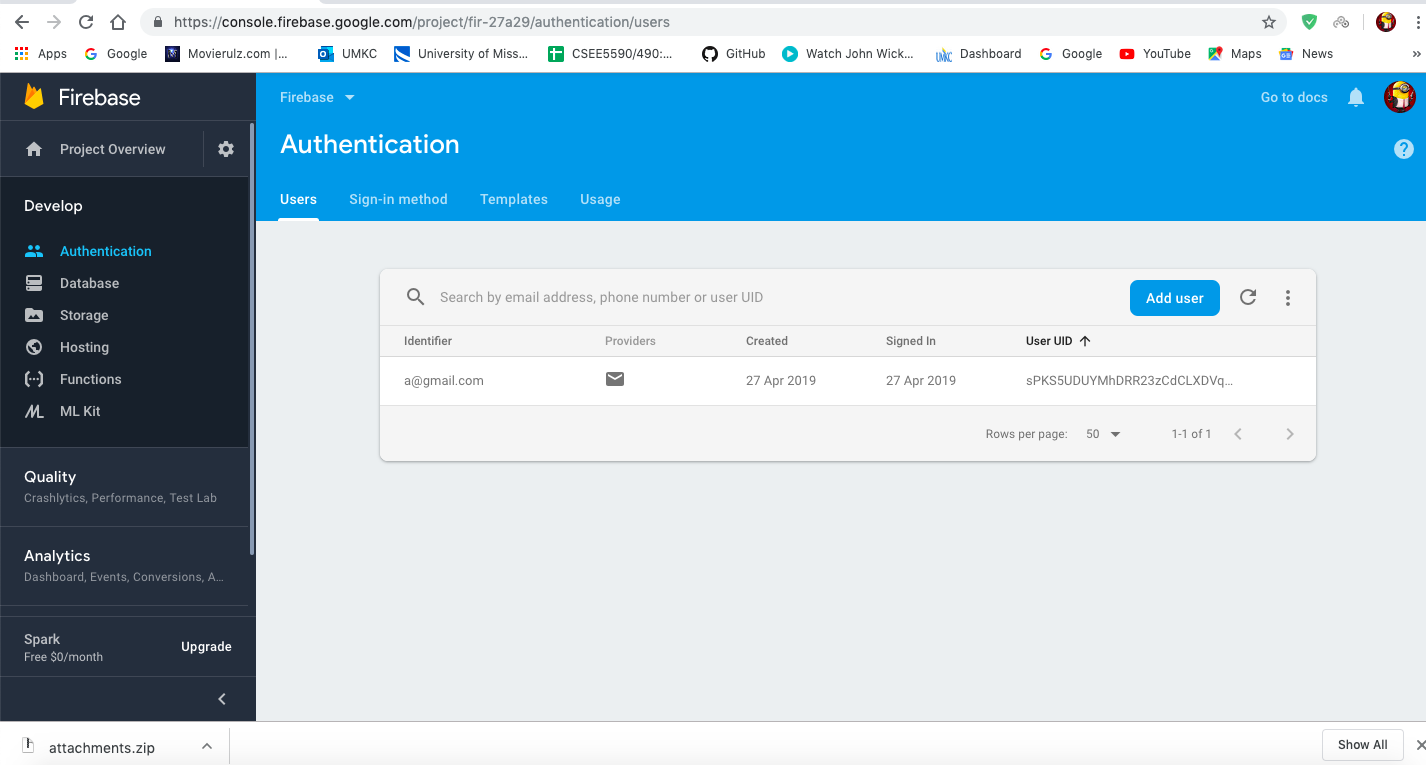 https://console.firebase.google.com/project/fir-27a29/authentication/users
Apps Google Movierulz.com |... UMKC University of Miss... CSEE5590/490:... GitHub Watch John Wick... UMKC Dashboard Google YouTube Maps News »
Firebase
Firebase Go to docs
Authentication
Project Overview
?
Users Sign-in method Templates Usage
Develop
Authentication
Database
Storage
Hosting
Functions
ML Kit
Search by email address, phone number or user UID Add user
Identifier Providers Created Signed In User UID
a@gmail.com 27 Apr 2019 27 Apr 2019 sPKS5UDUYMhDRR23zCdCLXDVq...
Rows per page: 50 1-1 of 1
Quality
Crashlytics, Performance, Test Lab
Analytics
Dashboard, Events, Conversions, A...
Spark
Free $0/month
Upgrade
attachments.zip Show All